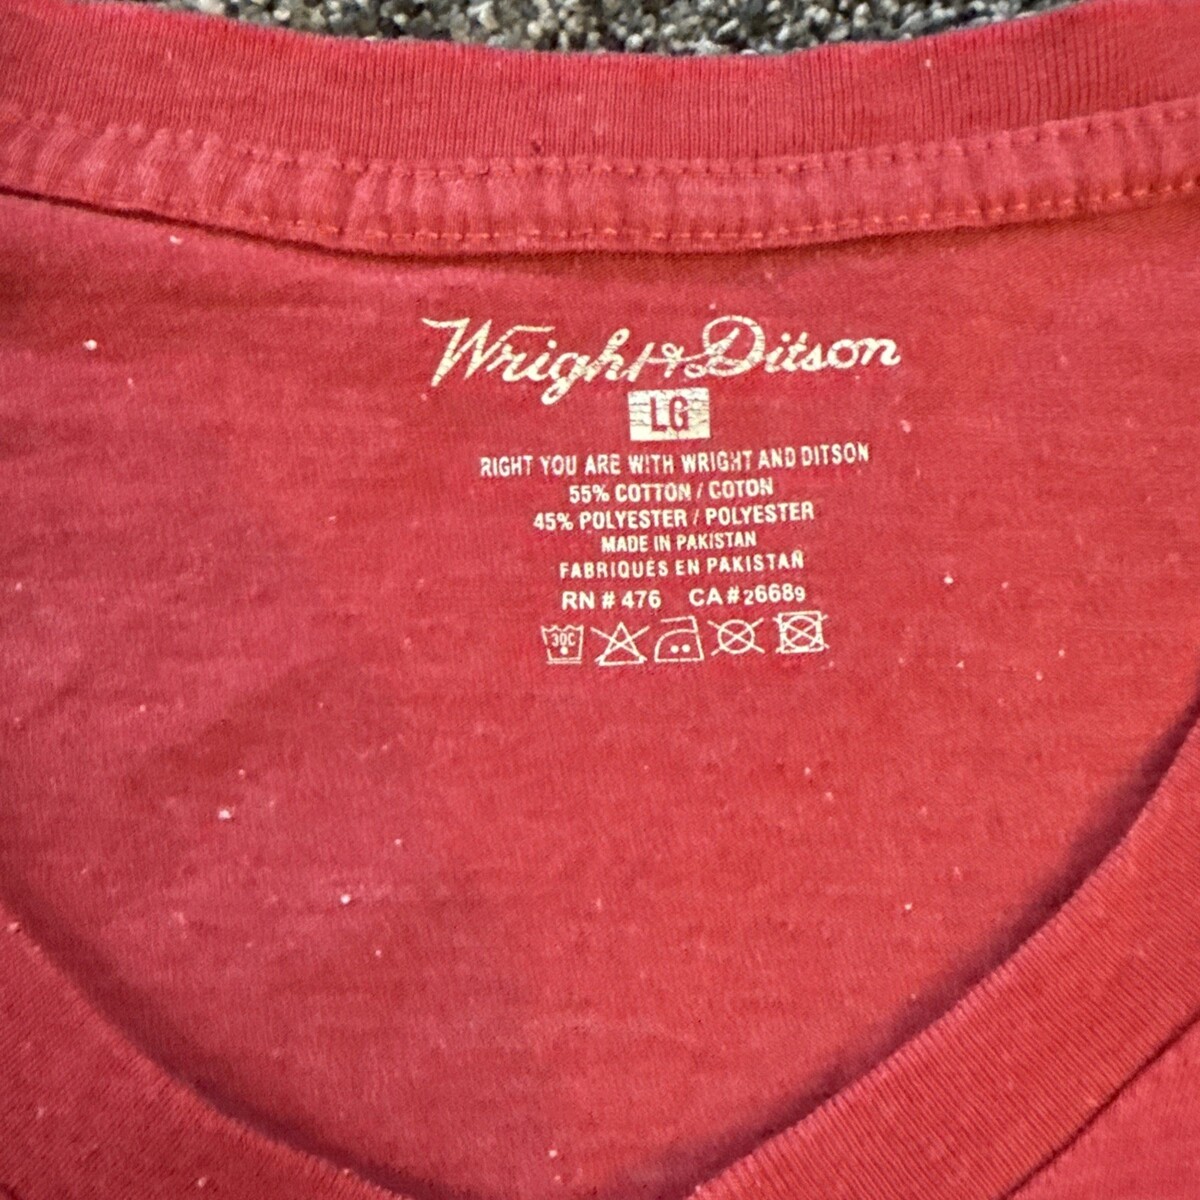 Wright & Ditson
LG
RIGHT YOU ARE WITH WRIGHT AND DITSON
55% COTTON / COTON
45% POLYESTER / POLYESTER
MADE IN PAKISTAN
FABRIQUÉS EN PAKISTAN
RN # 476 CA # 26689
30C